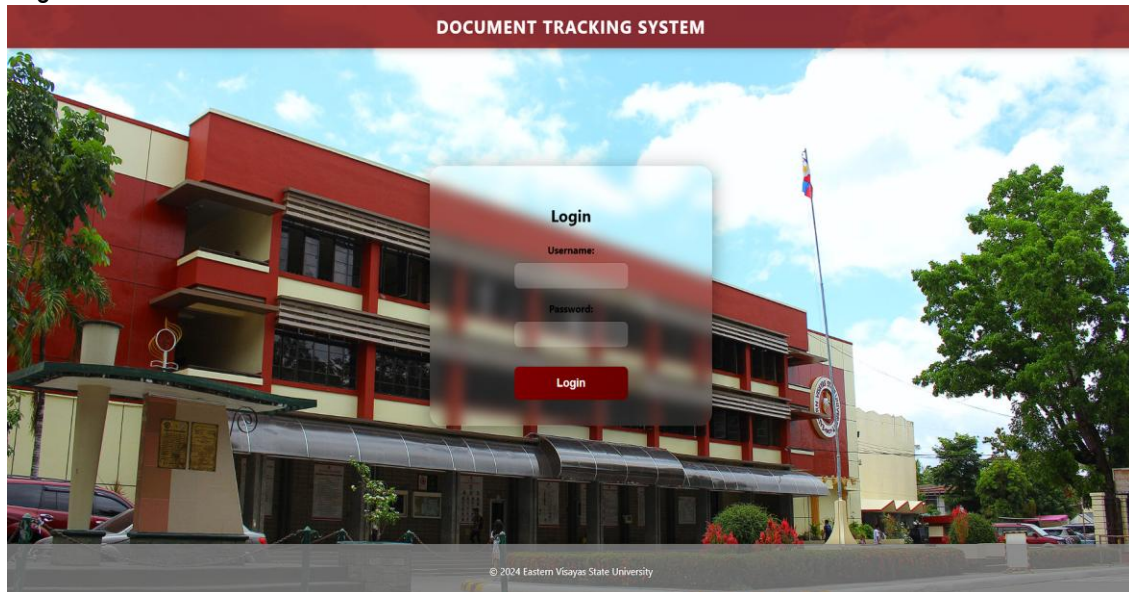 DOCUMENT TRACKING SYSTEM
Login
Username:
Password:
Login
© 2024 Eastern Visayas State University